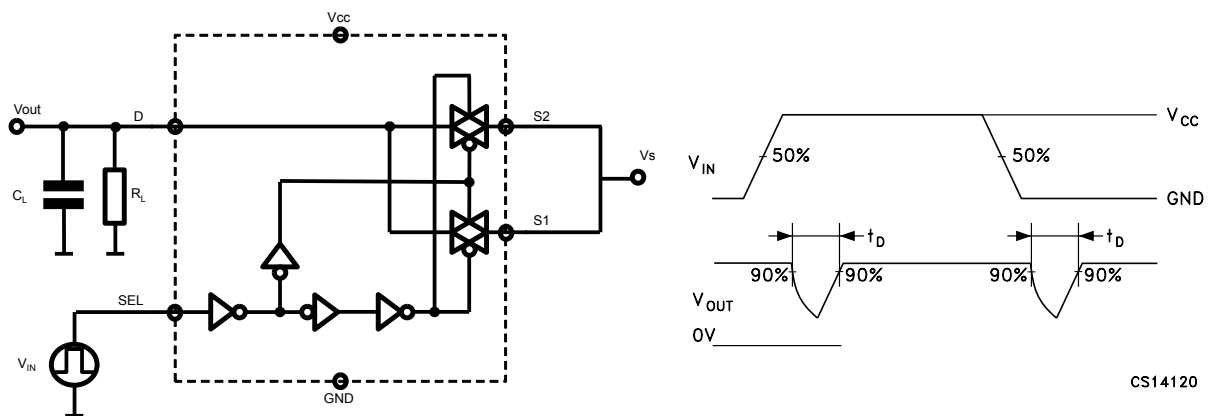 Vcc
Vout
D
S2
Vs
CL
RL
S1
SEL
VIN
GND
VCC
50%
50%
VIN
GND
tD
tD
90%
90%
90%
90%
VOUT
0V
CS14120